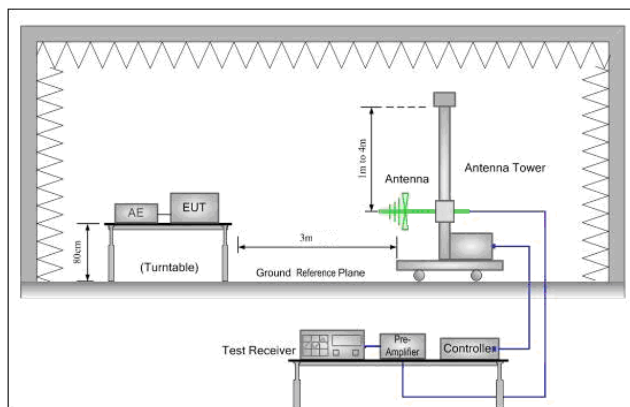 1m to 4m
Antenna Tower
Antenna
AE
EUT
80cm
3m
(Turntable)
Ground Reference Plane
Test Receiver
Pre-
Amplifier
Controller